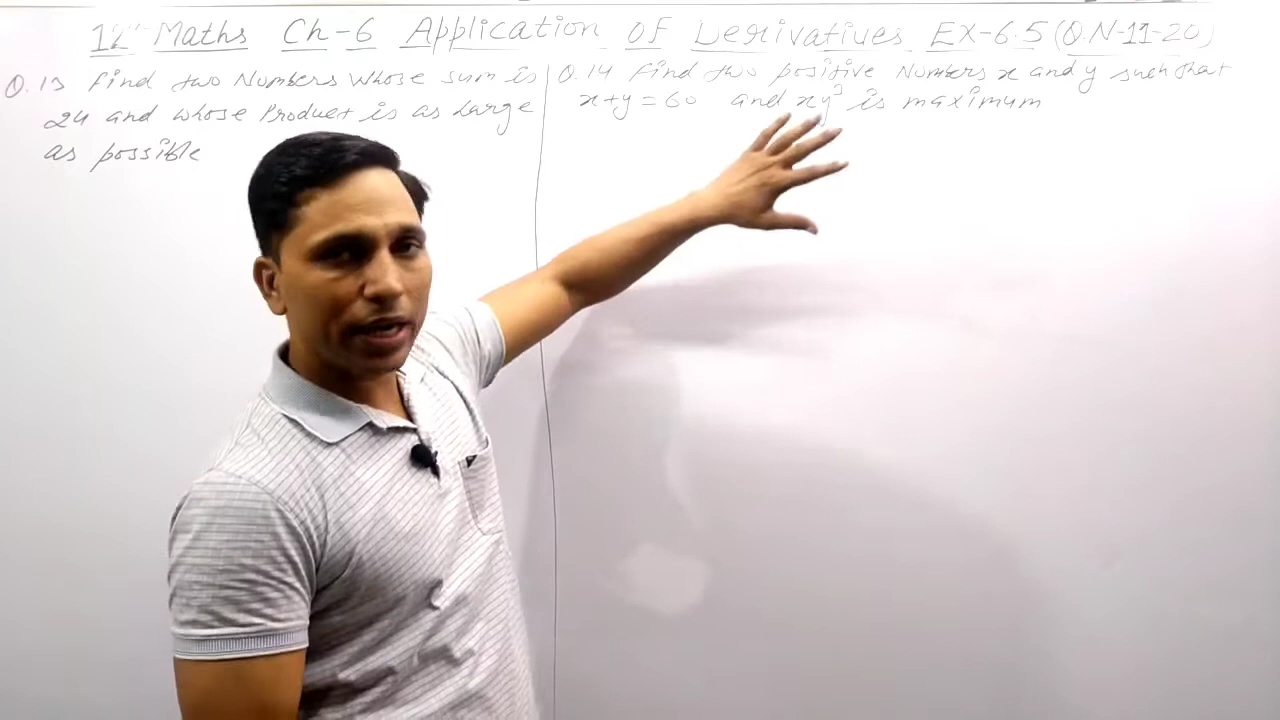 12th Maths Ch-6 Application of Derivatives EX-6.5 (Q.N-11-20)
Q.13 Find two Numbers whose sum is
24 and whose Product is as Large
as possible
Q.14 Find two positive Numbers x and y such that
x+y=60 and xy³ is maximum